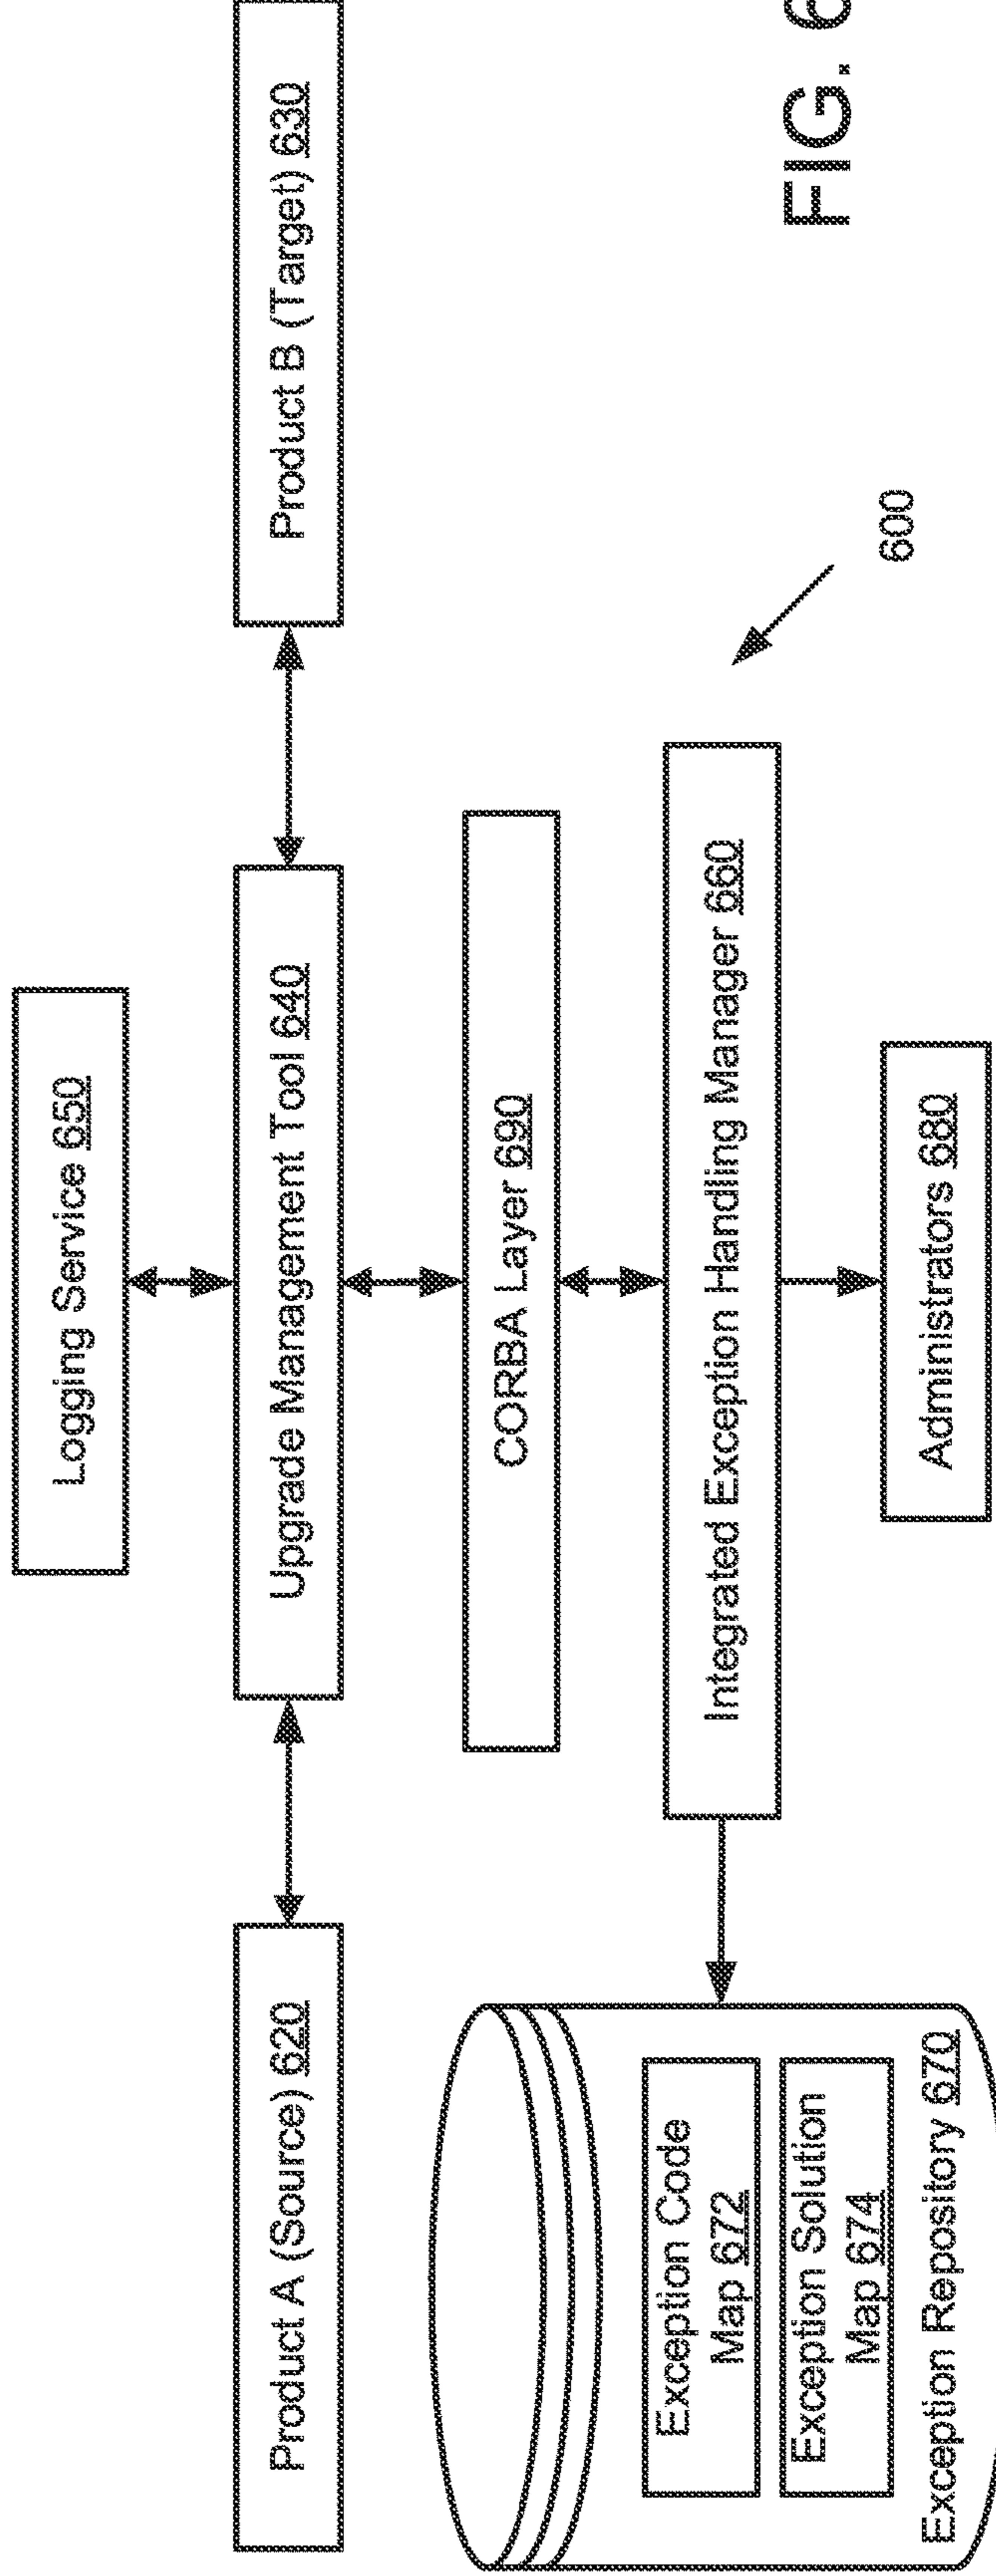 Logging Service 650
Product A (Source) 620
Upgrade Management Tool 640
Product B (Target) 630
CORBA Layer 690
Exception Code
Map 672
Exception Solution
Map 674
Exception Repository 670
Integrated Exception Handling Manager 660
Administrators 680
600
FIG. 6